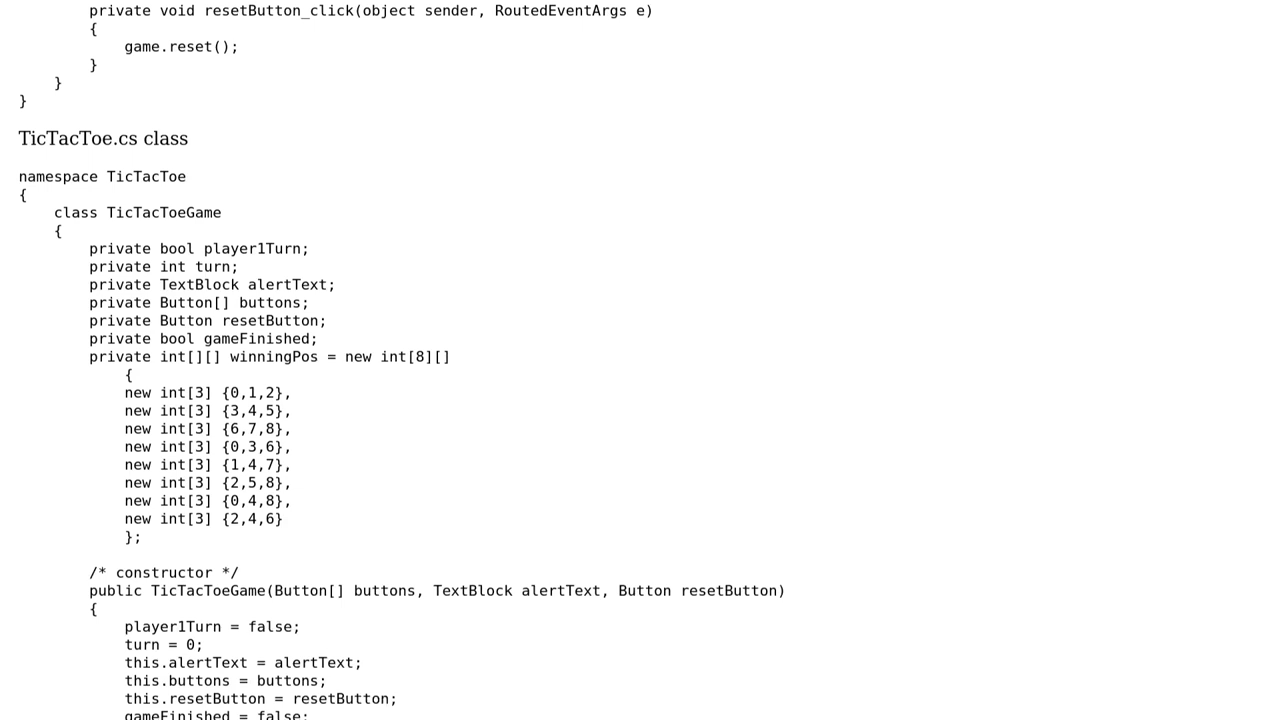 private void resetButton_click(object sender, RoutedEventArgs e)
        {
            game.reset();
        }
    }
}
TicTacToe.cs class
namespace TicTacToe
{
    class TicTacToeGame
    {
        private bool player1Turn;
        private int turn;
        private TextBlock alertText;
        private Button[] buttons;
        private Button resetButton;
        private bool gameFinished;
        private int[][] winningPos = new int[8][]
            {
            new int[3] {0,1,2},
            new int[3] {3,4,5},
            new int[3] {6,7,8},
            new int[3] {0,3,6},
            new int[3] {1,4,7},
            new int[3] {2,5,8},
            new int[3] {0,4,8},
            new int[3] {2,4,6}
            };
        /* constructor */
        public TicTacToeGame(Button[] buttons, TextBlock alertText, Button resetButton)
        {
            player1Turn = false;
            turn = 0;
            this.alertText = alertText;
            this.buttons = buttons;
            this.resetButton = resetButton;
            gameFinished = false;